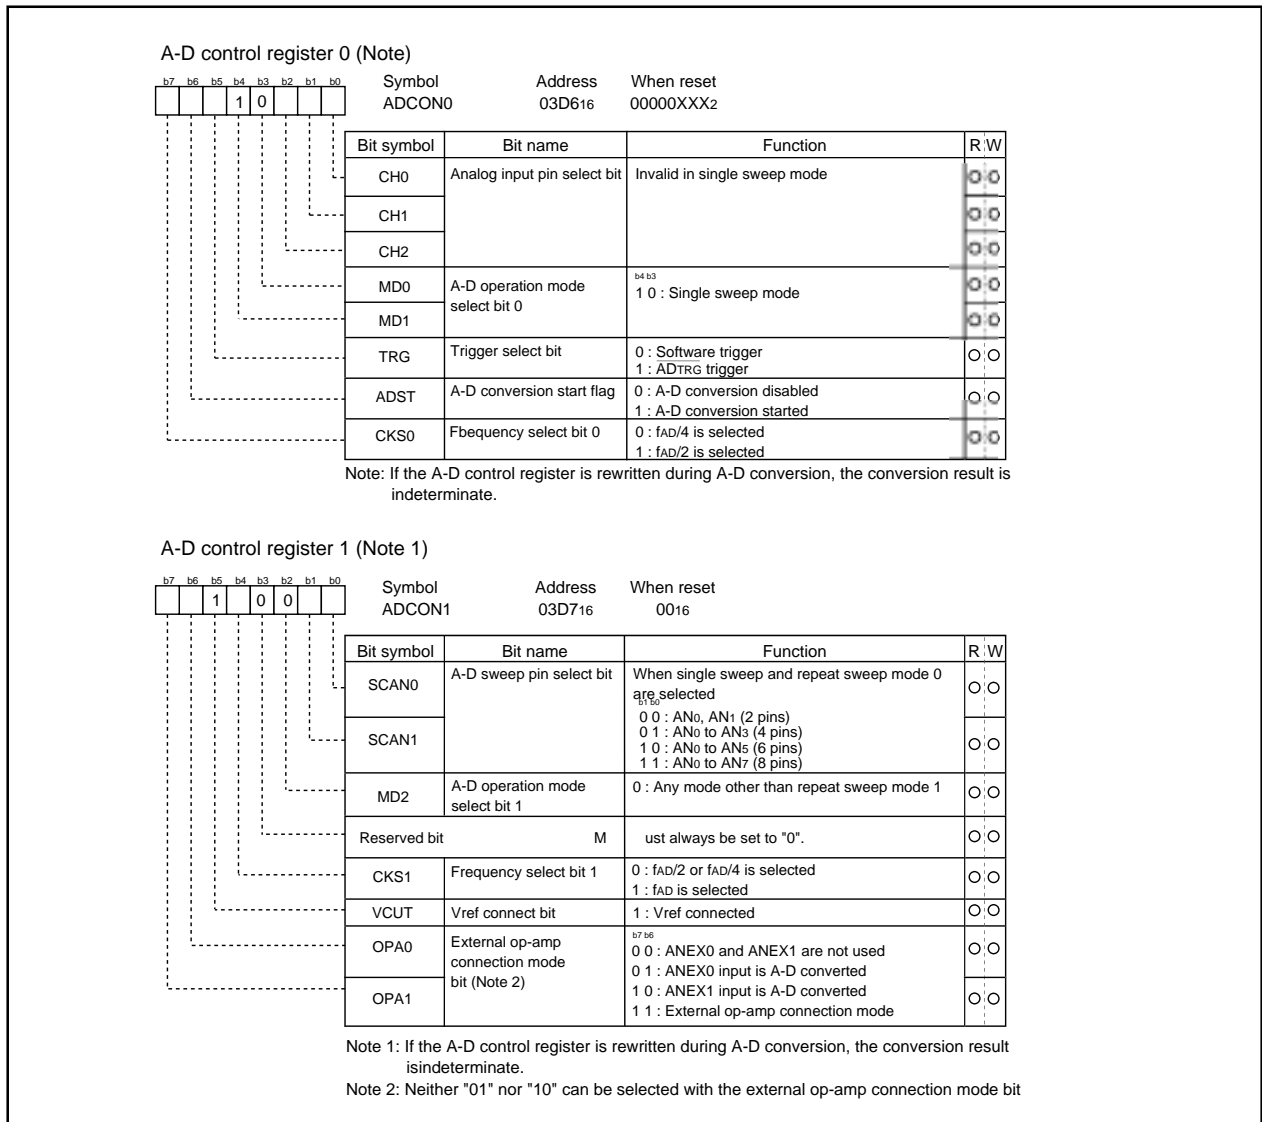 A-D control register 0 (Note)
b7 b6 b5 b4 b3 b2 b1 b0
1 0
Symbol Address When reset
ADCON0 03D616 00000XXX2
Bit symbol Bit name Function R W
CH0 Analog input pin select bit Invalid in single sweep mode
CH1
CH2
MD0 A-D operation mode select bit 0 b4 b3
1 0 : Single sweep mode
MD1
TRG Trigger select bit 0 : Software trigger
1 : ADTRG trigger
ADST A-D conversion start flag 0 : A-D conversion disabled
1 : A-D conversion started
CKS0 Fbequency select bit 0 0 : fAD/4 is selected
1 : fAD/2 is selected
Note: If the A-D control register is rewritten during A-D conversion, the conversion result is
indeterminate.
A-D control register 1 (Note 1)
b7 b6 b5 b4 b3 b2 b1 b0
1 0 0
Symbol Address When reset
ADCON1 03D716 0016
Bit symbol Bit name Function R W
SCAN0 A-D sweep pin select bit When single sweep and repeat sweep mode 0
are selected
b1 b0
0 0 : AN0, AN1 (2 pins)
SCAN1 0 1 : AN0 to AN3 (4 pins)
1 0 : AN0 to AN5 (6 pins)
1 1 : AN0 to AN7 (8 pins)
MD2 A-D operation mode select bit 1 0 : Any mode other than repeat sweep mode 1
Reserved bit M ust always be set to "0".
CKS1 Frequency select bit 1 0 : fAD/2 or fAD/4 is selected
1 : fAD is selected
VCUT Vref connect bit 1 : Vref connected
OPA0 External op-amp connection mode bit (Note 2) b7 b6
0 0 : ANEX0 and ANEX1 are not used
0 1 : ANEX0 input is A-D converted
OPA1 1 0 : ANEX1 input is A-D converted
1 1 : External op-amp connection mode
Note 1: If the A-D control register is rewritten during A-D conversion, the conversion result
isindeterminate.
Note 2: Neither "01" nor "10" can be selected with the external op-amp connection mode bit